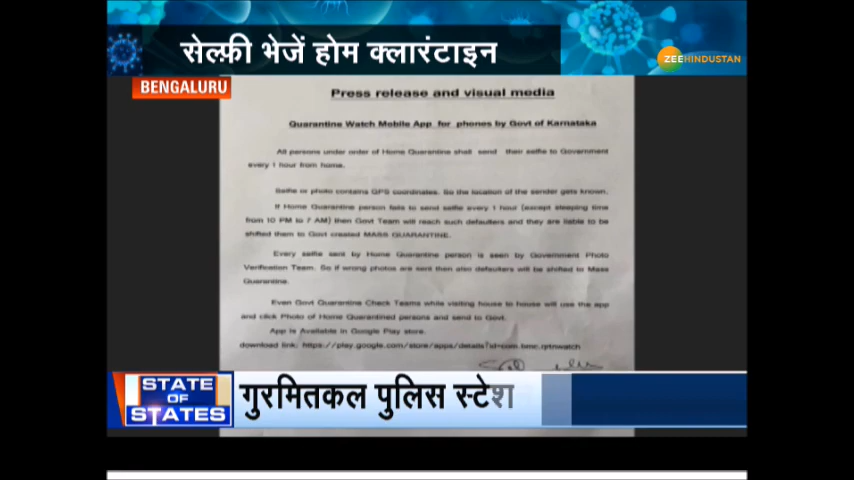 सेल्फ़ी भेजें होम क्लारंटाइन
ZEE HINDUSTAN
BENGALURU
Press release and visual media
Quarantine Watch Mobile App for phones by Govt of Karnataka
All persons under order of Home Quarantine shall send their selfie to Government
every 1 hour from home.
Selfie or photo contains GPS coordinates. So the location of the sender gets known.
If Home Quarantine person fails to send selfie every 1 hour (except sleeping time
from 10 PM to 7 AM) then Govt Team will reach such defaulters and they are liable to be
shifted them to Govt created MASS QUARANTINE.
Every selfie sent by Home Quarantine person is seen by Government Photo
Verification Team. So if wrong photos are sent then also defaulters will be shifted to Mass
Quarantine.
Even Govt Quarantine Check Teams while visiting house to house will use the app
and click Photo of Home Quarantined persons and send to Govt.
App is Available in Google Play store.
download link: https://play.google.com/store/apps/details?id=com.bmc.qrtnwatch
STATE
OF
STATES
गुरमितकल पुलिस स्टेश